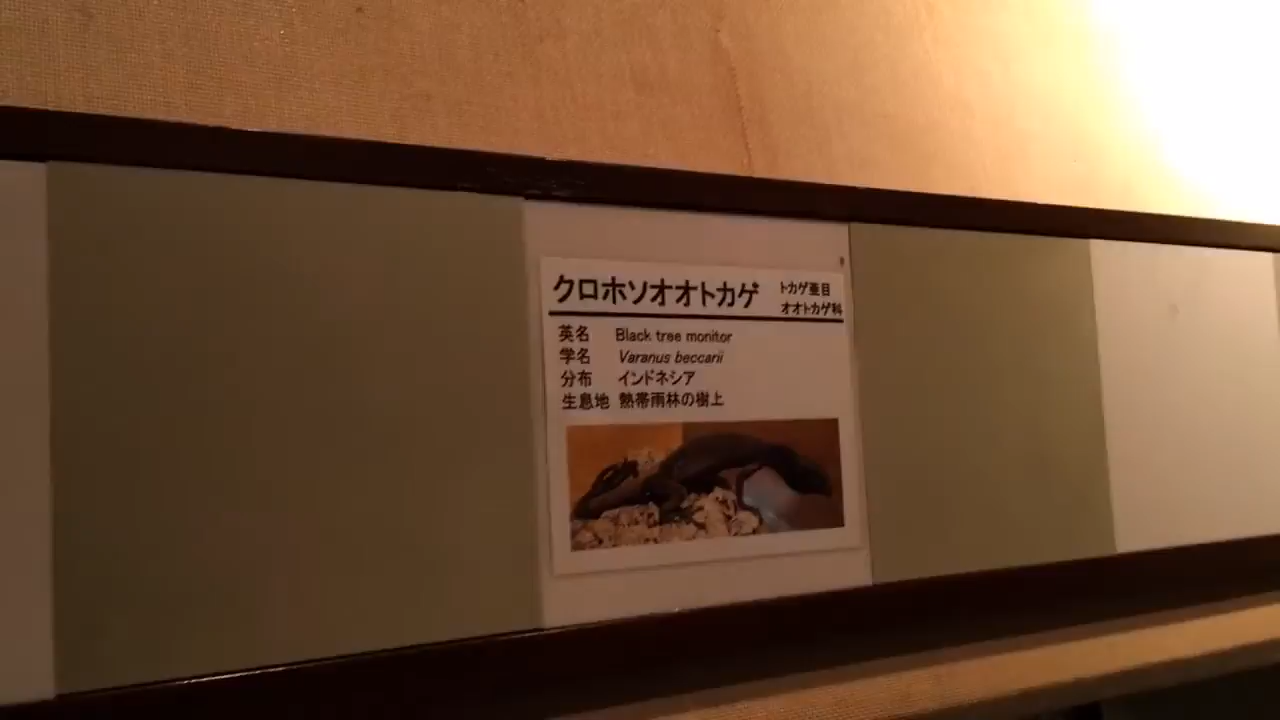 クロホソオオトカゲ
トカゲ亜目
オオトカゲ科
英名 Black tree monitor
学名 Varanus beccarii
分布 インドネシア
生息地 熱帯雨林の樹上